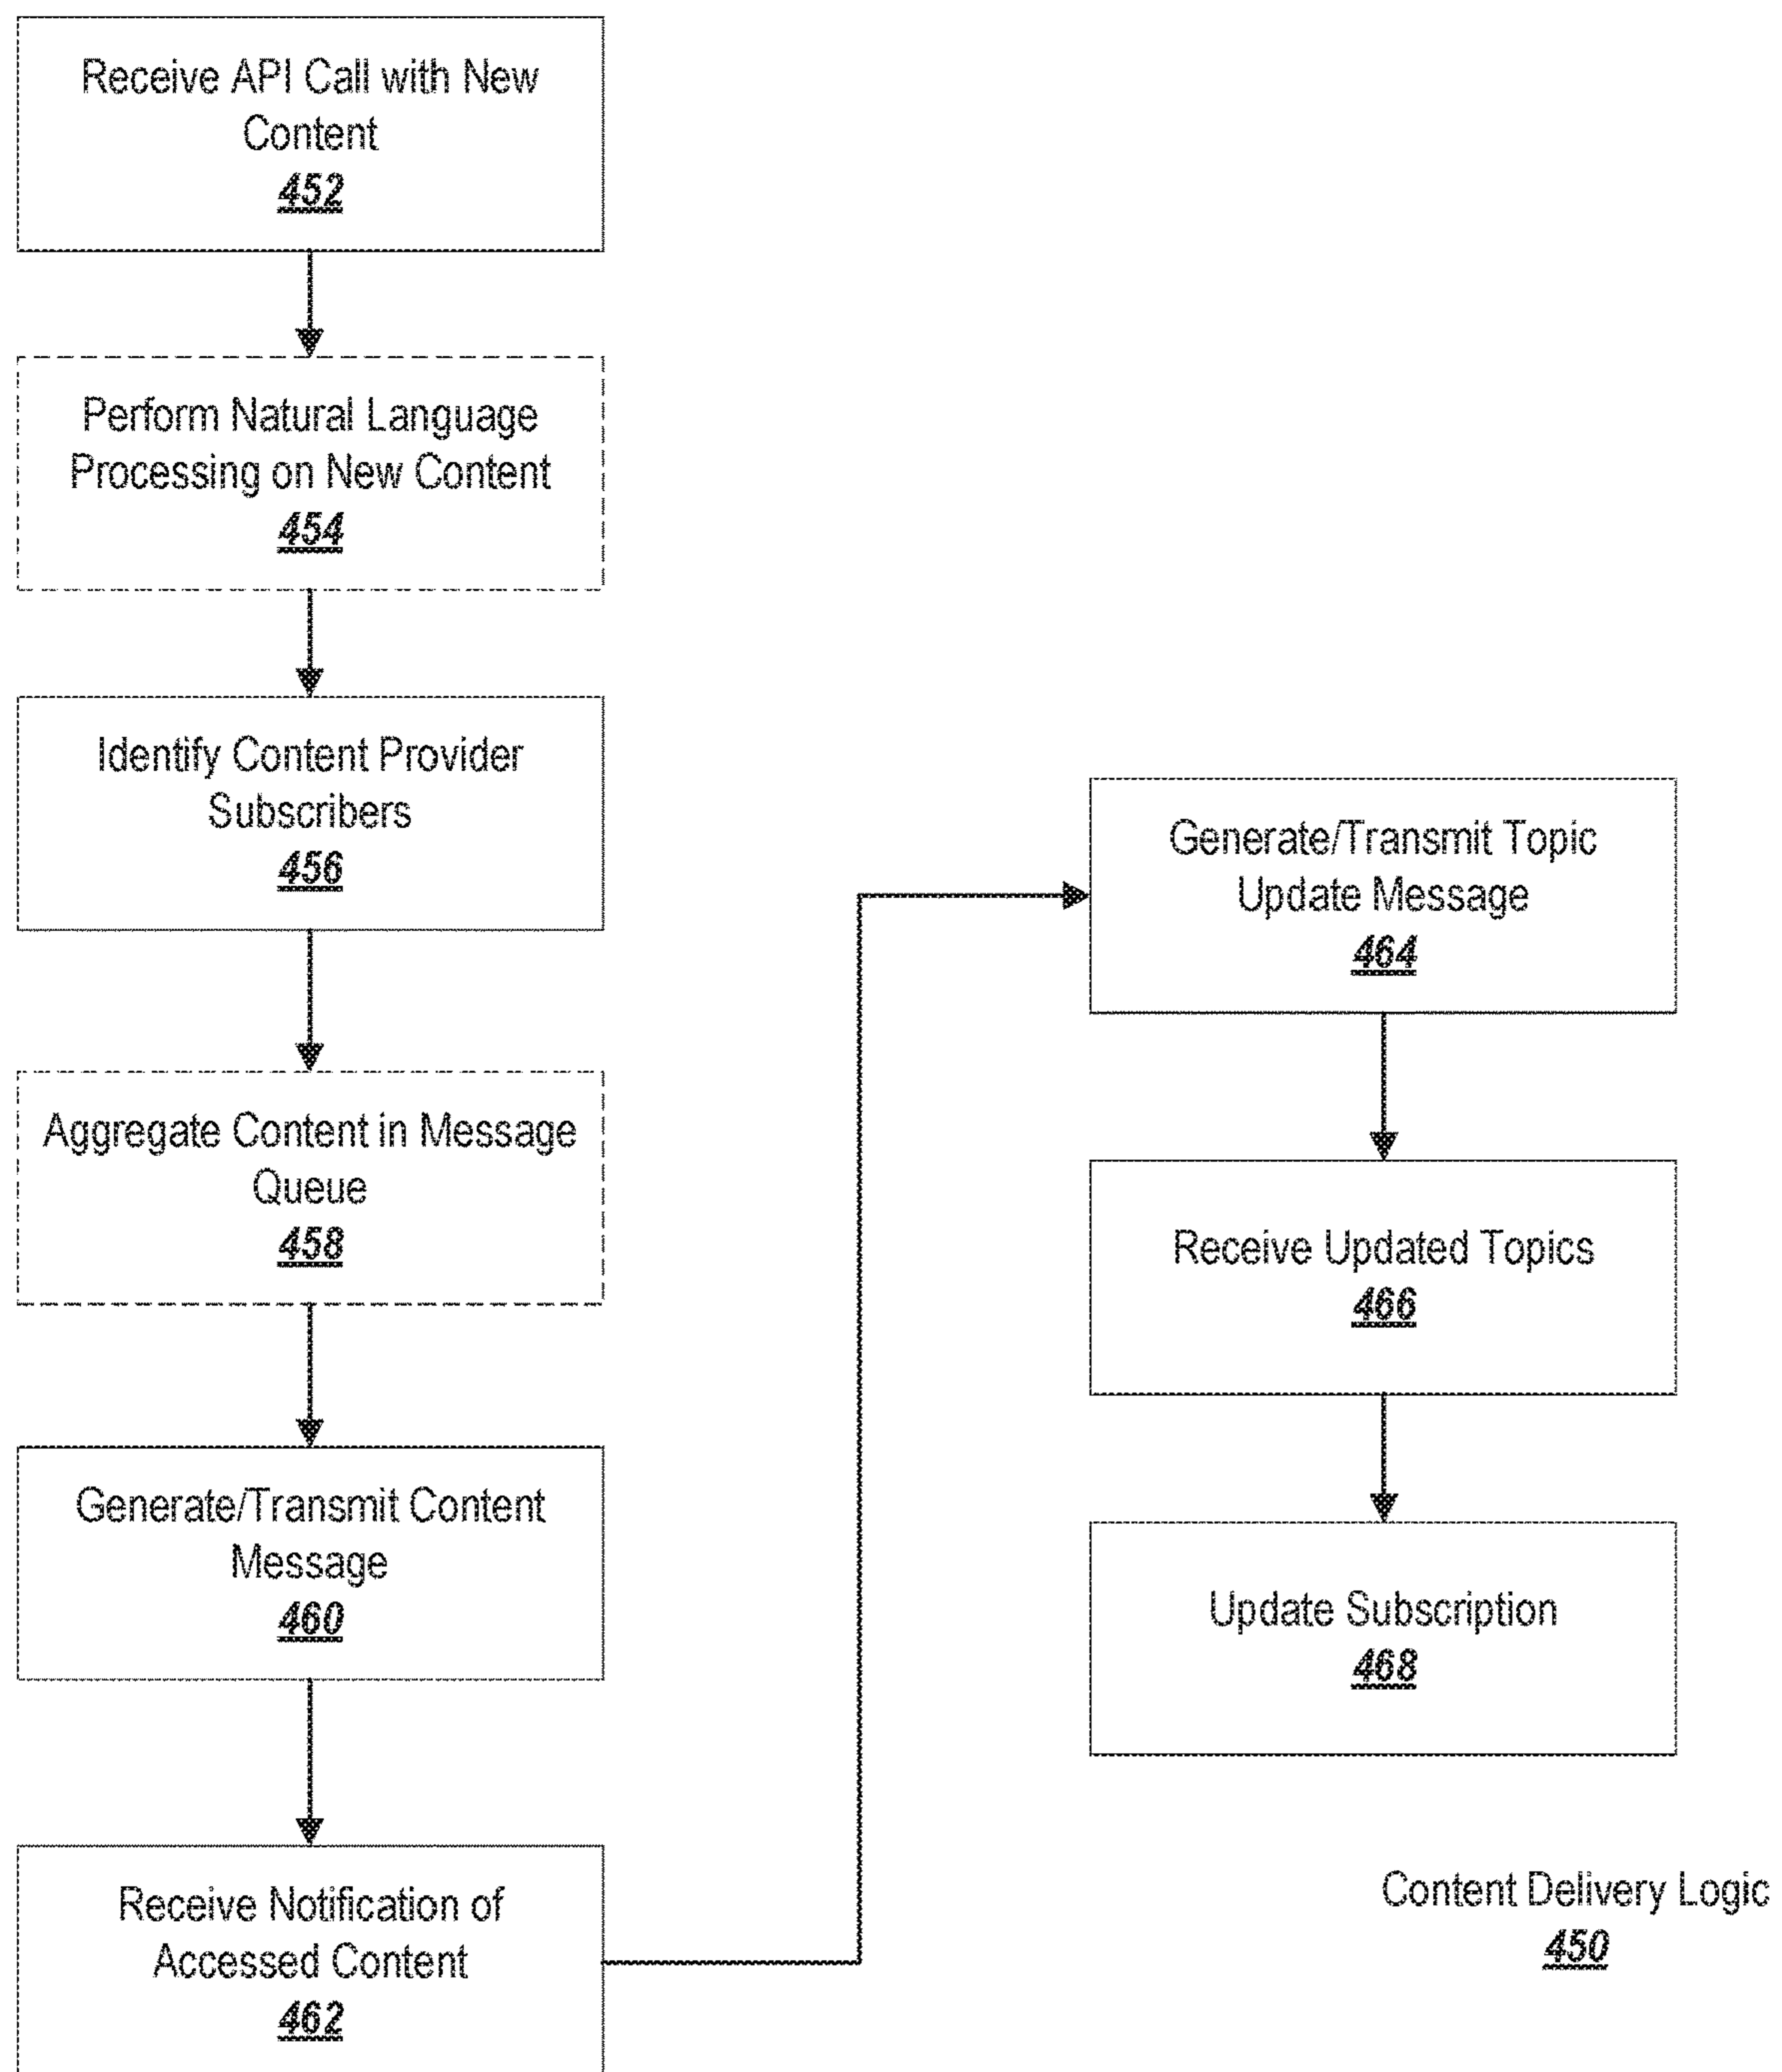 Receive API Call with New
Content
452
Perform Natural Language
Processing on New Content
454
Identify Content Provider
Subscribers
456
Aggregate Content in Message
Queue
458
Generate/Transmit Content
Message
460
Receive Notification of
Accessed Content
462
Generate/Transmit Topic
Update Message
464
Receive Updated Topics
466
Update Subscription
468
Content Delivery Logic
450